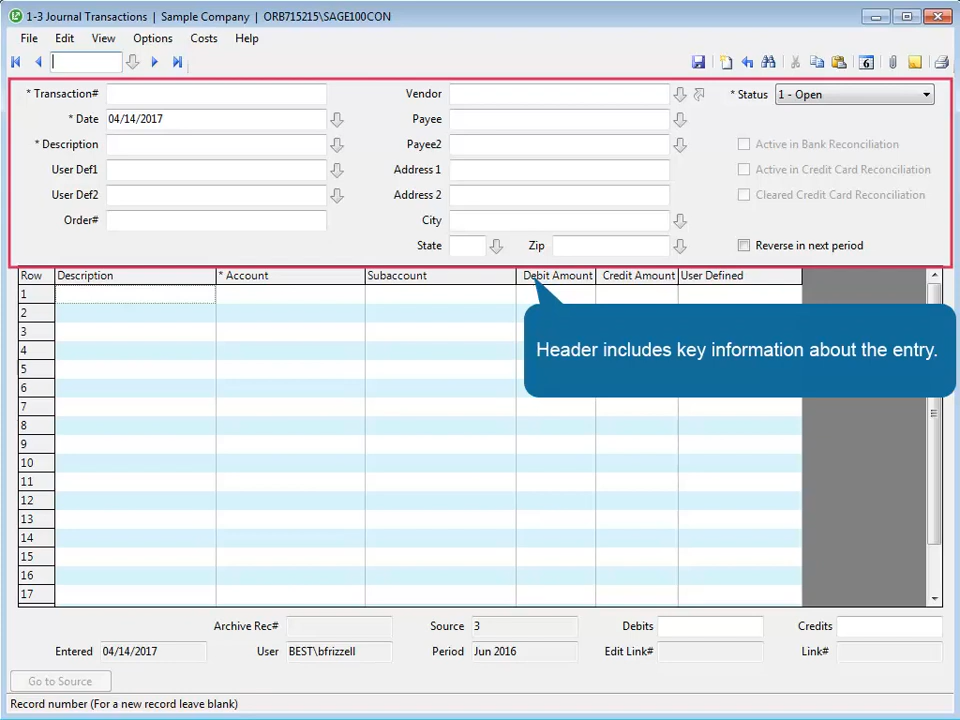 1-3 Journal Transactions | Sample Company | ORB715215\SAGE100CON
File Edit View Options Costs Help
6
* Transaction# Vendor * Status 1 - Open
* Date 04/14/2017 Payee
* Description Payee2 Active in Bank Reconciliation
User Def1 Address 1 Active in Credit Card Reconciliation
User Def2 Address 2 Cleared Credit Card Reconciliation
Order# City
State Zip Reverse in next period
Row Description * Account Subaccount Debit Amount Credit Amount User Defined
1
2
3
Header includes key information about the entry.
4
5
6
7
8
9
10
11
12
13
14
15
16
17
Archive Rec# Source 3 Debits Credits
Entered 04/14/2017 User BEST\bfrizzell Period Jun 2016 Edit Link# Link#
Go to Source
Record number (For a new record leave blank)